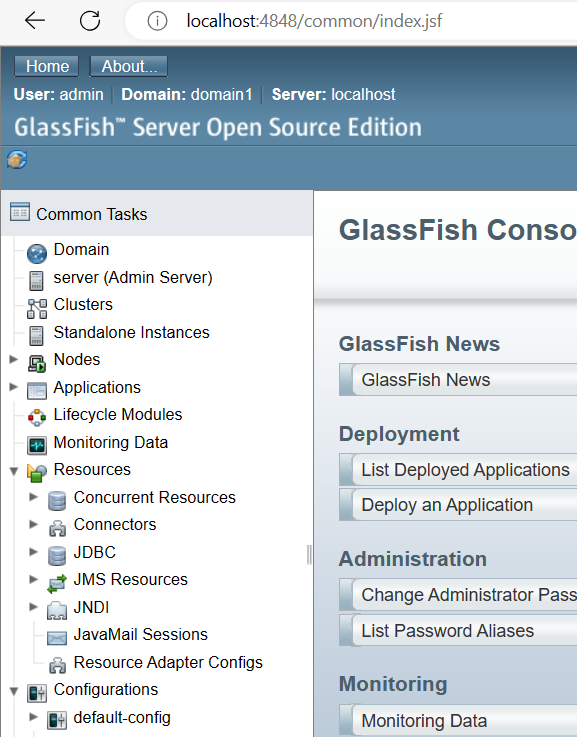 localhost:4848/common/index.jsf
Home About...
User: admin Domain: domain1 Server: localhost
GlassFish™ Server Open Source Edition
Common Tasks
Domain
server (Admin Server)
Clusters
Standalone Instances
Nodes
Applications
Lifecycle Modules
Monitoring Data
Resources
Concurrent Resources
Connectors
JDBC
JMS Resources
JNDI
JavaMail Sessions
Resource Adapter Configs
Configurations
default-config
GlassFish Conso
GlassFish News
GlassFish News
Deployment
List Deployed Applications
Deploy an Application
Administration
Change Administrator Pass
List Password Aliases
Monitoring
Monitoring Data